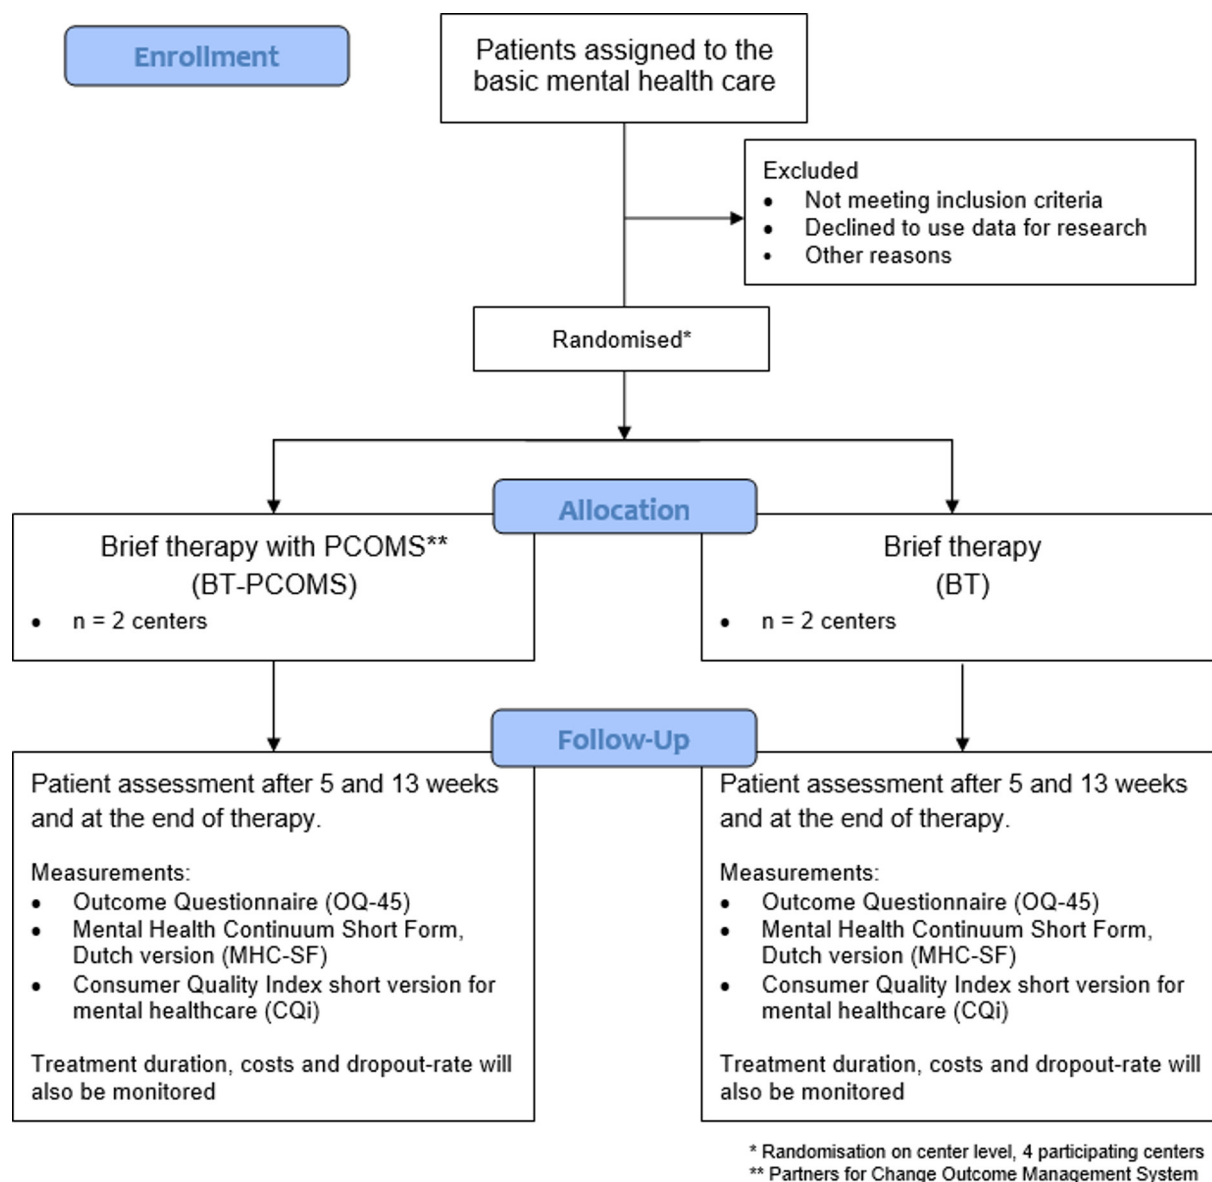 Enrollment
Patients assigned to the
basic mental health care
Excluded
• Not meeting inclusion criteria
• Declined to use data for research
• Other reasons
Randomised*
Allocation
Brief therapy with PCOMS**
(BT-PCOMS)
• n = 2 centers
Brief therapy
(BT)
• n = 2 centers
Follow-Up
Patient assessment after 5 and 13 weeks
and at the end of therapy.
Measurements:
• Outcome Questionnaire (OQ-45)
• Mental Health Continuum Short Form,
Dutch version (MHC-SF)
• Consumer Quality Index short version for
mental healthcare (CQi)
Treatment duration, costs and dropout-rate will
also be monitored
Patient assessment after 5 and 13 weeks
and at the end of therapy.
Measurements:
• Outcome Questionnaire (OQ-45)
• Mental Health Continuum Short Form,
Dutch version (MHC-SF)
• Consumer Quality Index short version for
mental healthcare (CQi)
Treatment duration, costs and dropout-rate will
also be monitored
* Randomisation on center level, 4 participating centers
** Partners for Change Outcome Management System